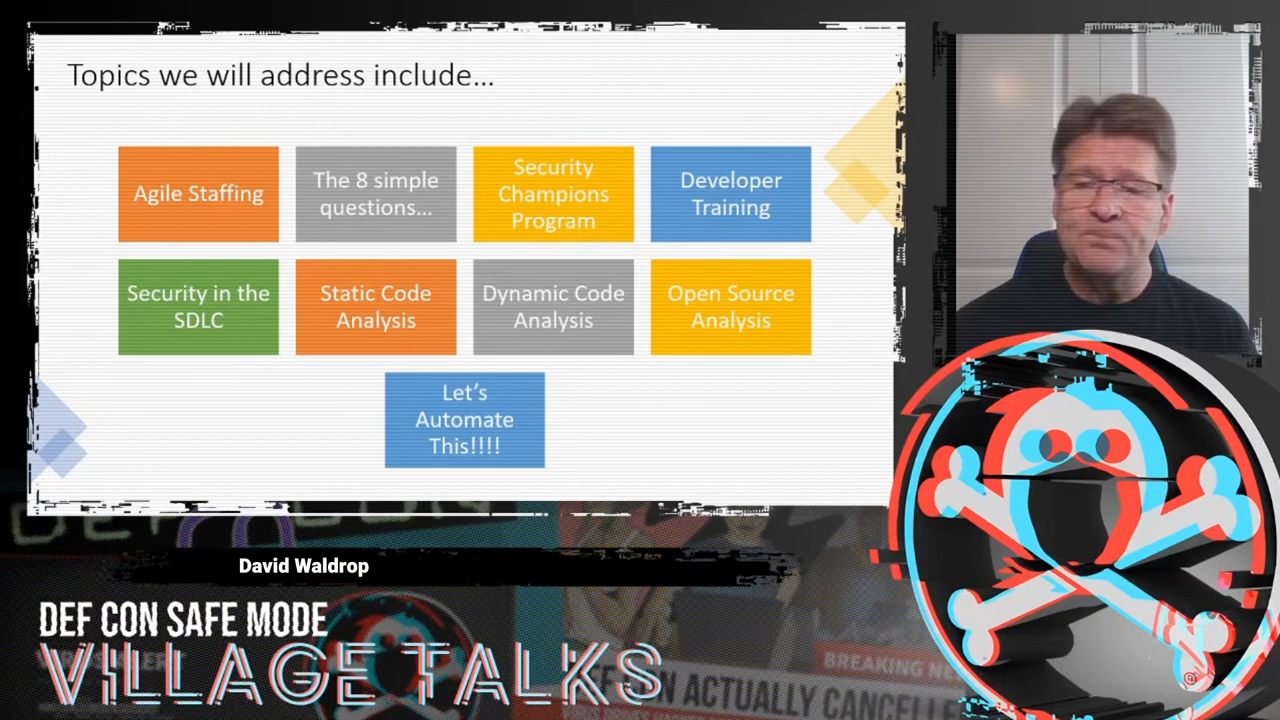 Topics we will address include...
Agile Staffing
The 8 simple
questions...
Security
Champions
Program
Developer
Training
Security in the
SDLC
Static Code
Analysis
Dynamic Code
Analysis
Open Source
Analysis
Let's
Automate
This!!!!
David Waldrop
DEF CON SAFE MODE
VILLAGE TALKS
BREAKING NE
ACTUALLY CANCELLE